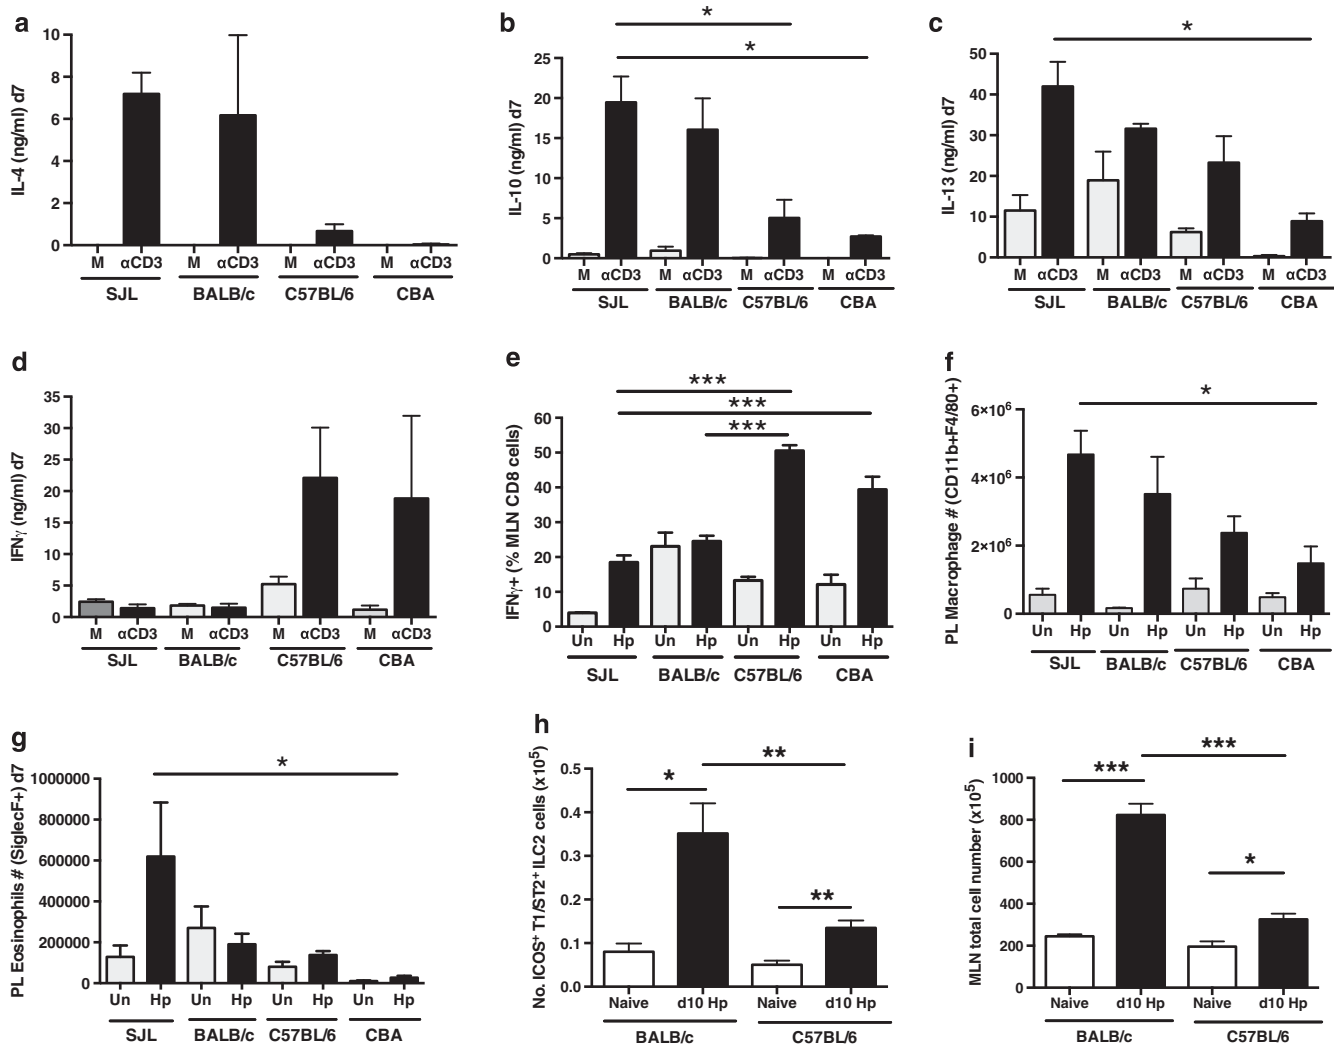 a
IL-4 (ng/ml) d7
10
8
6
4
2
0
M αCD3 M αCD3 M αCD3 M αCD3
SJL BALB/c C57BL/6 CBA
b
*
*
IL-10 (ng/ml) d7
25
20
15
10
5
0
M αCD3 M αCD3 M αCD3 M αCD3
SJL BALB/c C57BL/6 CBA
c
*
IL-13 (ng/ml) d7
50
40
30
20
10
0
M αCD3 M αCD3 M αCD3 M αCD3
SJL BALB/c C57BL/6 CBA
d
IFNγ (ng/ml) d7
35
30
25
20
15
10
5
0
M αCD3 M αCD3 M αCD3 M αCD3
SJL BALB/c C57BL/6 CBA
e
***
***
***
IFNγ+ (% MLN CD8 cells)
60
50
40
30
20
10
0
Un Hp Un Hp Un Hp Un Hp
SJL BALB/c C57BL/6 CBA
f
*
PL Macrophage # (CD11b+F4/80+)
6×10⁶
4×10⁶
2×10⁶
0
Un Hp Un Hp Un Hp Un Hp
SJL BALB/c C57BL/6 CBA
g
*
PL Eosinophils # (SiglecF+) d7
1000000
800000
600000
400000
200000
0
Un Hp Un Hp Un Hp Un Hp
SJL BALB/c C57BL/6 CBA
h
**
*
**
No. ICOS⁺ T1/ST2⁺ ILC2 cells (x10⁵)
0.5
0.4
0.3
0.2
0.1
0.0
Naive d10 Hp Naive d10 Hp
BALB/c C57BL/6
i
***
***
*
MLN total cell number (x10⁵)
1000
800
600
400
200
0
Naive d10 Hp Naive d10 Hp
BALB/c C57BL/6